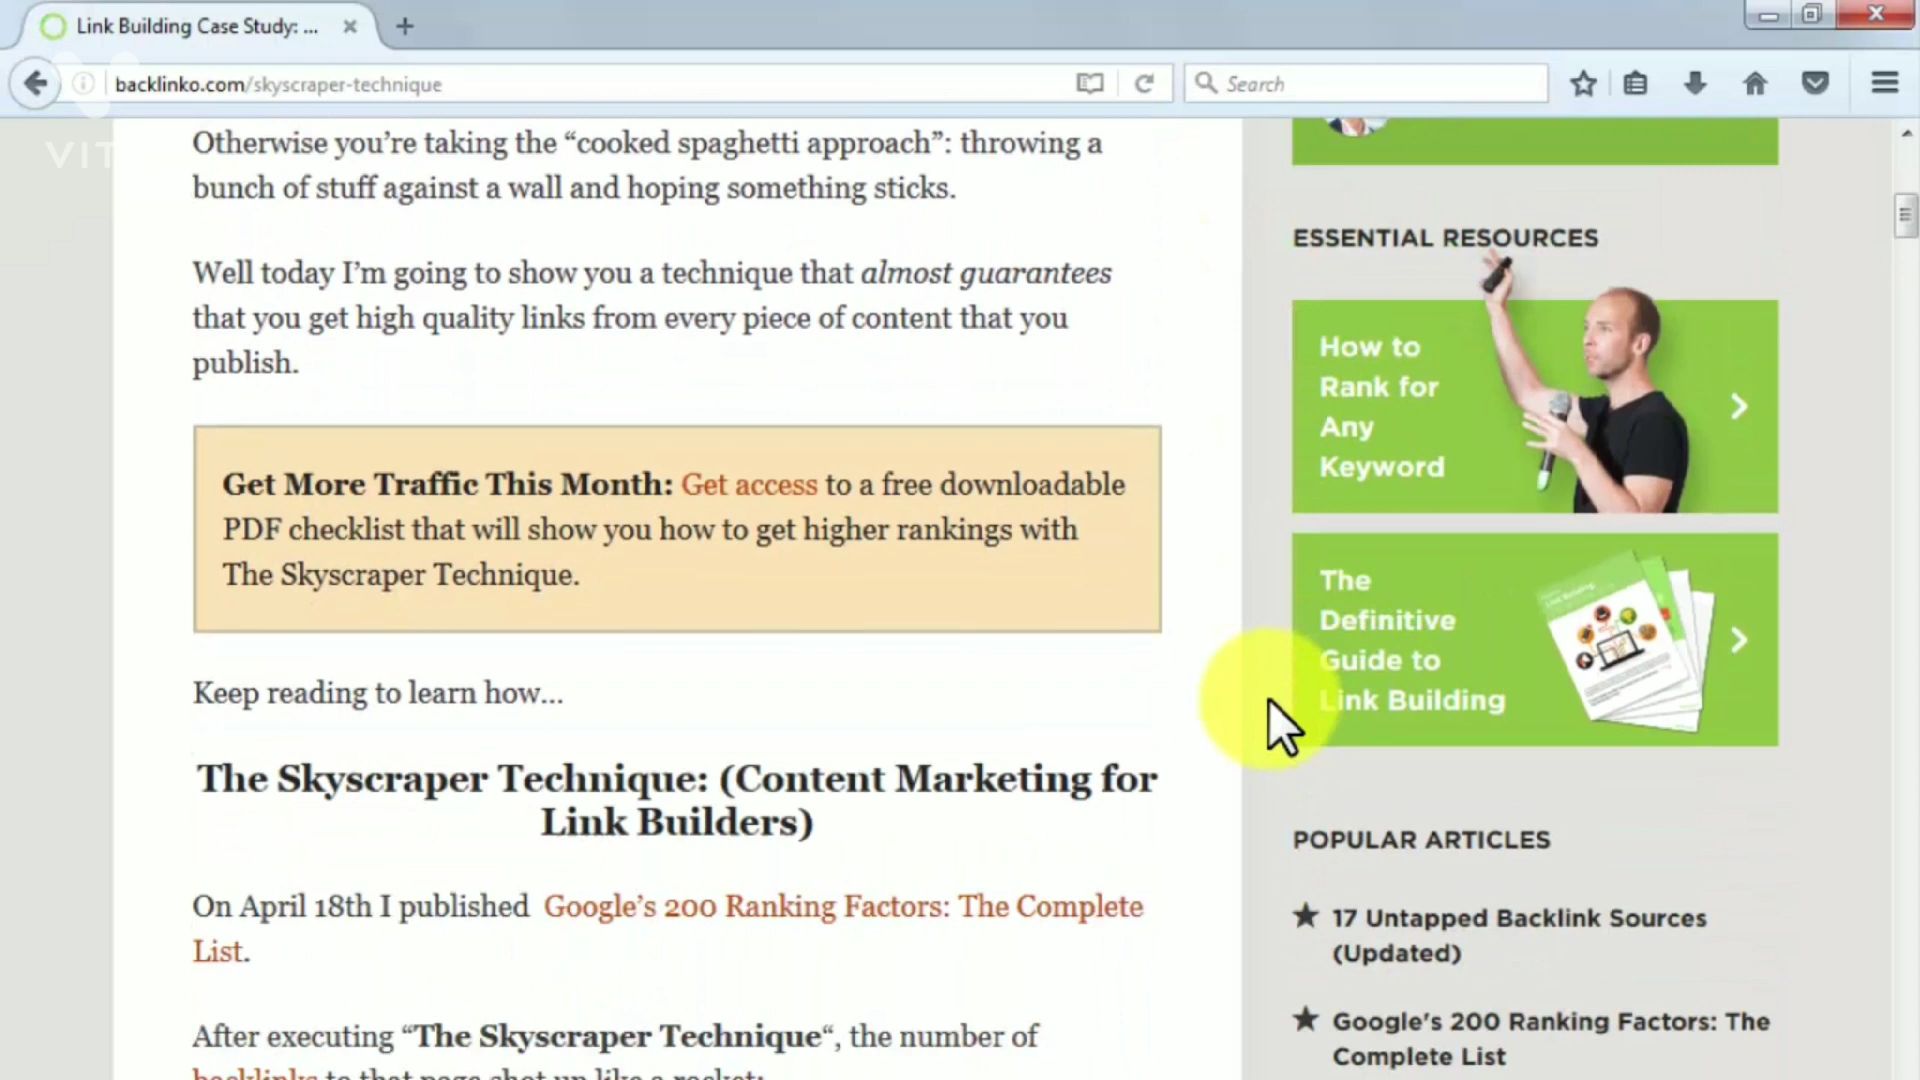 Link Building Case Study: ...
backlinko.com/skyscraper-technique
Search
VIT
Otherwise you're taking the “cooked spaghetti approach”: throwing a
bunch of stuff against a wall and hoping something sticks.
Well today I'm going to show you a technique that almost guarantees
that you get high quality links from every piece of content that you
publish.
Get More Traffic This Month: Get access to a free downloadable
PDF checklist that will show you how to get higher rankings with
The Skyscraper Technique.
Keep reading to learn how...
The Skyscraper Technique: (Content Marketing for
Link Builders)
On April 18th I published Google's 200 Ranking Factors: The Complete
List.
After executing “The Skyscraper Technique“, the number of
backlinks to that page shot up like a rocket:
ESSENTIAL RESOURCES
How to
Rank for
Any
Keyword
The
Definitive
Guide to
Link Building
POPULAR ARTICLES
17 Untapped Backlink Sources
(Updated)
Google's 200 Ranking Factors: The
Complete List